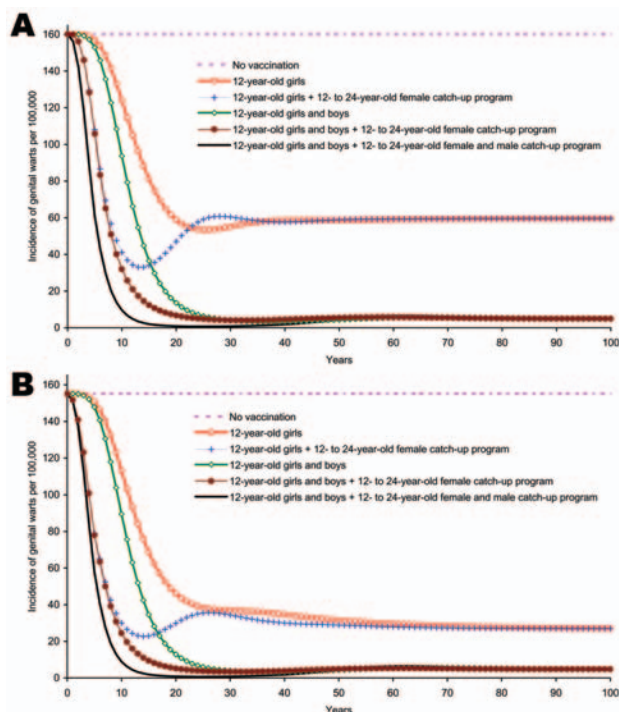 A
160
140
120
100
80
60
40
20
0
Incidence of genital warts per 100,000
No vaccination
12-year-old girls
12-year-old girls + 12- to 24-year-old female catch-up program
12-year-old girls and boys
12-year-old girls and boys + 12- to 24-year-old female catch-up program
12-year-old girls and boys + 12- to 24-year-old female and male catch-up program
0 10 20 30 40 50 60 70 80 90 100
Years
B
160
140
120
100
80
60
40
20
0
Incidence of genital warts per 100,000
No vaccination
12-year-old girls
12-year-old girls + 12- to 24-year-old female catch-up program
12-year-old girls and boys
12-year-old girls and boys + 12- to 24-year-old female catch-up program
12-year-old girls and boys + 12- to 24-year-old female and male catch-up program
0 10 20 30 40 50 60 70 80 90 100
Years